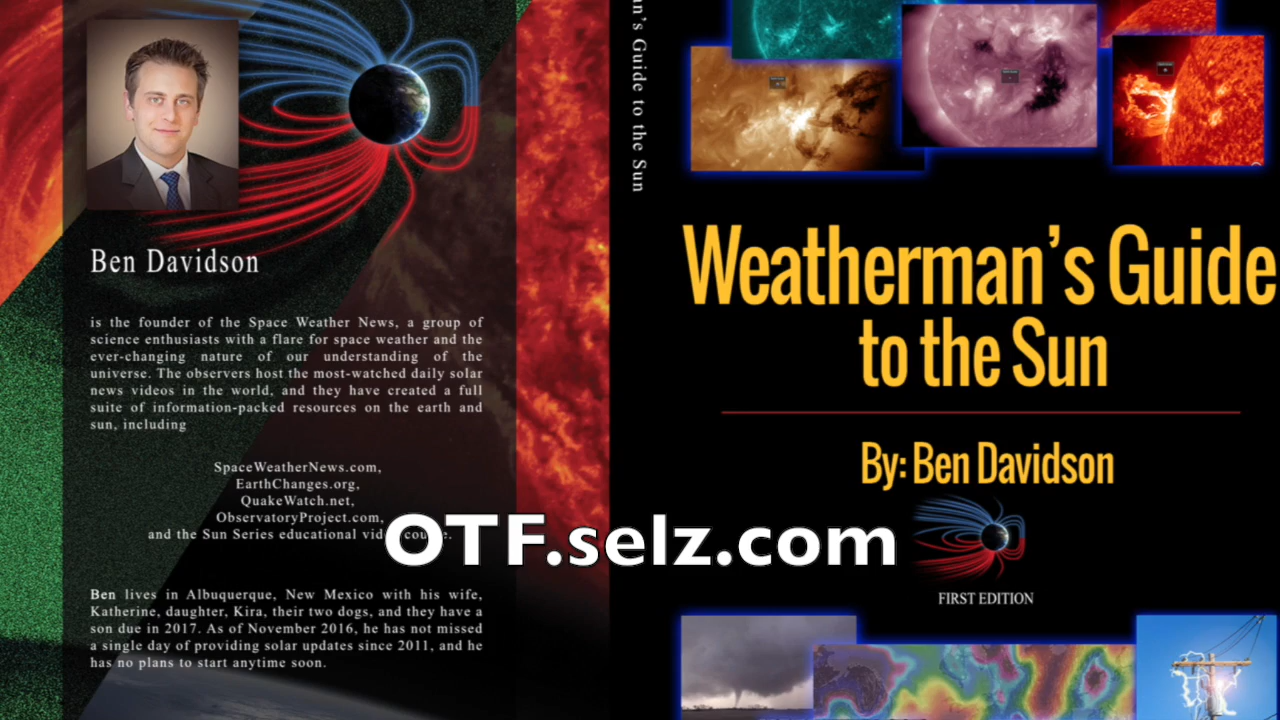 Ben Davidson
is the founder of the Space Weather News, a group of
science enthusiasts with a flare for space weather and the
ever-changing nature of our understanding of the
universe. The observers host the most-watched daily solar
news videos in the world, and they have created a full
suite of information-packed resources on the earth and
sun, including
SpaceWeatherNews.com,
EarthChanges.org,
QuakeWatch.net,
ObservatoryProject.com,
and the Sun Series educational video course.
Ben lives in Albuquerque, New Mexico with his wife,
Katherine, daughter, Kira, their two dogs, and they have a
son due in 2017. As of November 2016, he has not missed
a single day of providing solar updates since 2011, and he
has no plans to start anytime soon.
Guide to the Sun
Weatherman's Guide
to the Sun
By: Ben Davidson
FIRST EDITION
OTF.selz.com